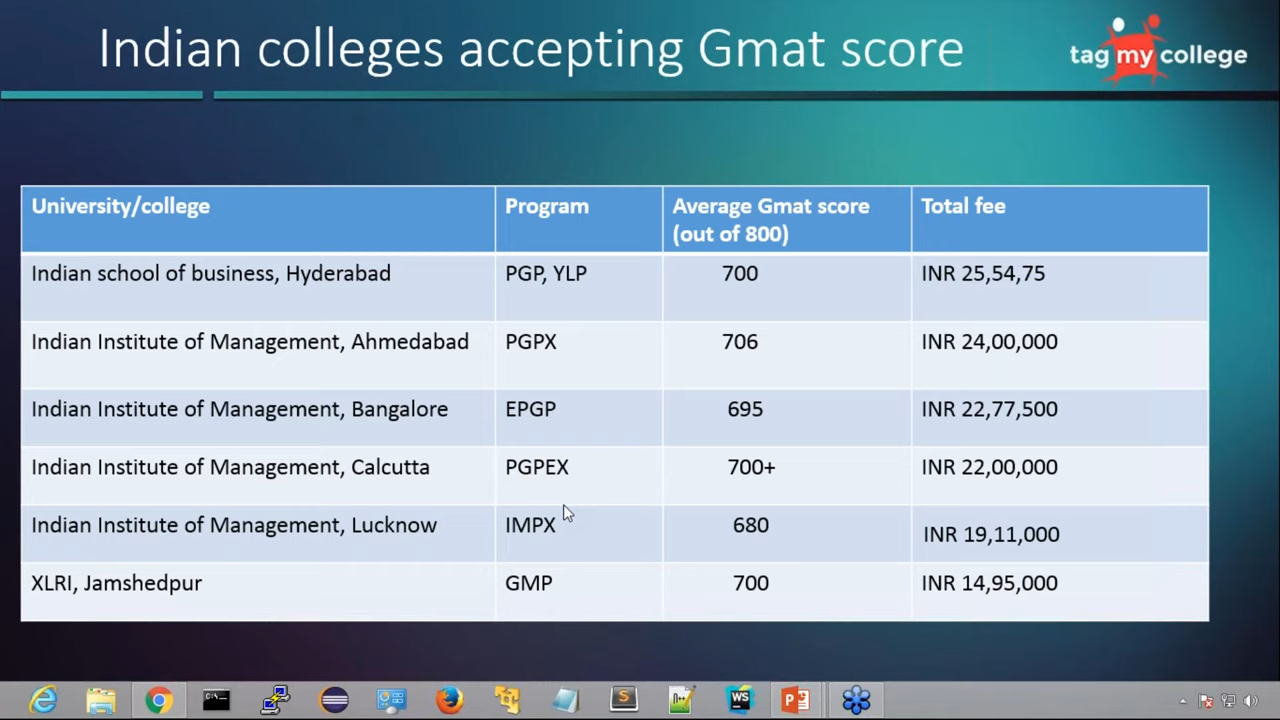 Indian colleges accepting Gmat score
tag my college
University/college Program Average Gmat score Total fee
(out of 800)
Indian school of business, Hyderabad PGP, YLP 700 INR 25,54,75
Indian Institute of Management, Ahmedabad PGPX 706 INR 24,00,000
Indian Institute of Management, Bangalore EPGP 695 INR 22,77,500
Indian Institute of Management, Calcutta PGPEX 700+ INR 22,00,000
Indian Institute of Management, Lucknow IMPX 680 INR 19,11,000
XLRI, Jamshedpur GMP 700 INR 14,95,000